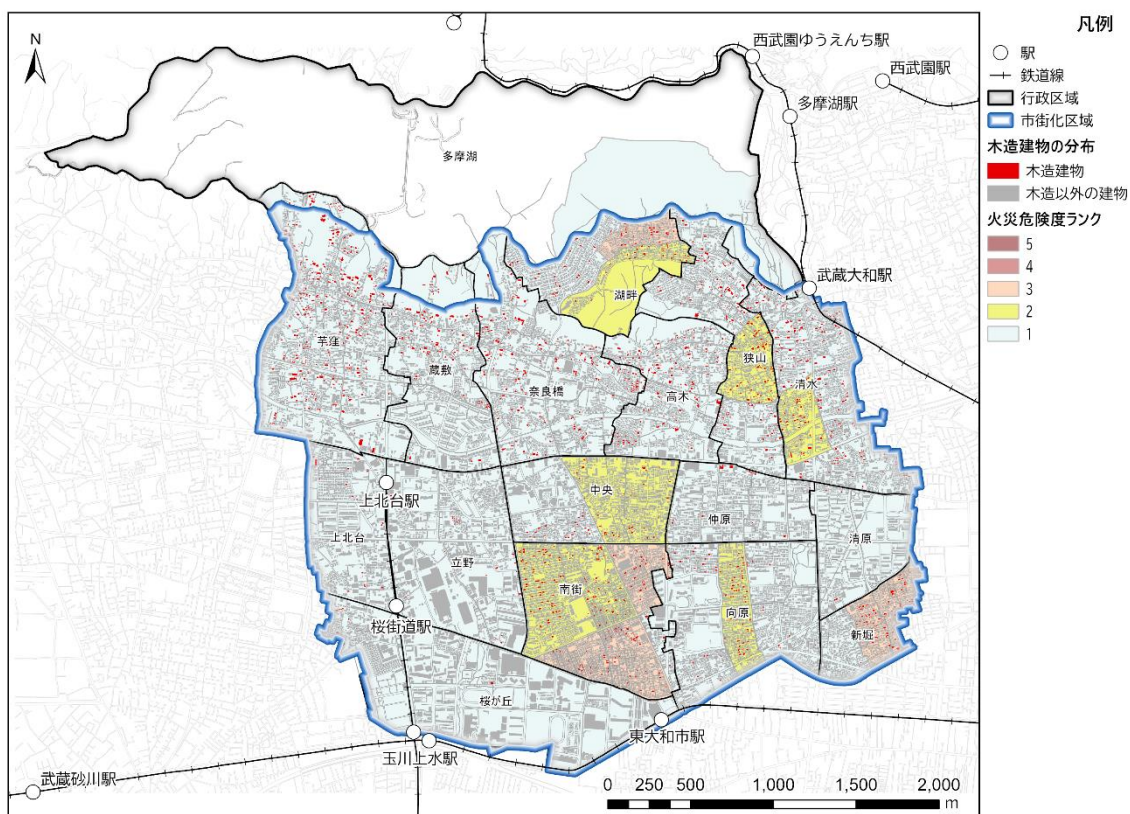 N
西武園ゆうえんち駅
西武園駅
多摩湖駅
多摩湖
武蔵大和駅
湖畔
芋窪
蔵敷
奈良橋
高木
狭山
清水
中央
上北台駅
仲原
上北台
立野
清原
南街
向原
桜街道駅
新堀
桜が丘
東大和市駅
玉川上水駅
武蔵砂川駅
0 250 500 1,000 1,500 2,000
m
凡例
駅
鉄道線
行政区域
市街化区域
木造建物の分布
木造建物
木造以外の建物
火災危険度ランク
5
4
3
2
1